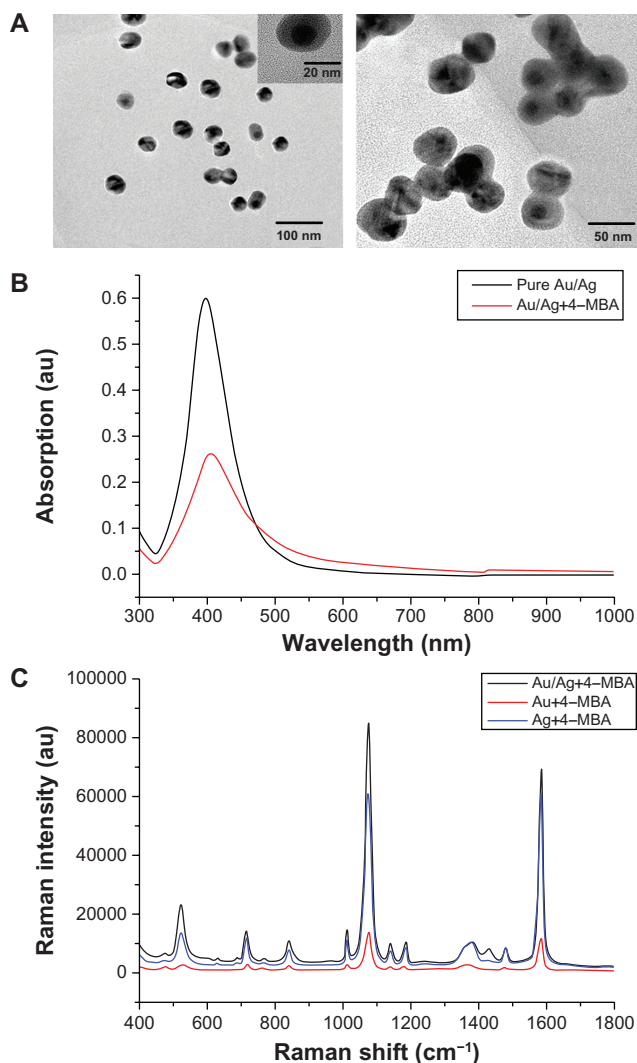 A
20 nm
100 nm
50 nm
B
Pure Au/Ag
Au/Ag+4–MBA
Absorption (au)
0.6
0.5
0.4
0.3
0.2
0.1
0.0
300 400 500 600 700 800 900 1000
Wavelength (nm)
C
Au/Ag+4–MBA
Au+4–MBA
Ag+4–MBA
Raman intensity (au)
100000
80000
60000
40000
20000
0
400 600 800 1000 1200 1400 1600 1800
Raman shift (cm⁻¹)